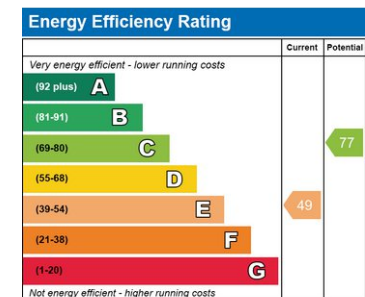 Energy Efficiency Rating
Current Potential
Very energy efficient - lower running costs
(92 plus) A
(81-91) B
(69-80) C
77
(55-68) D
(39-54) E
49
(21-38) F
(1-20) G
Not energy efficient - higher running costs